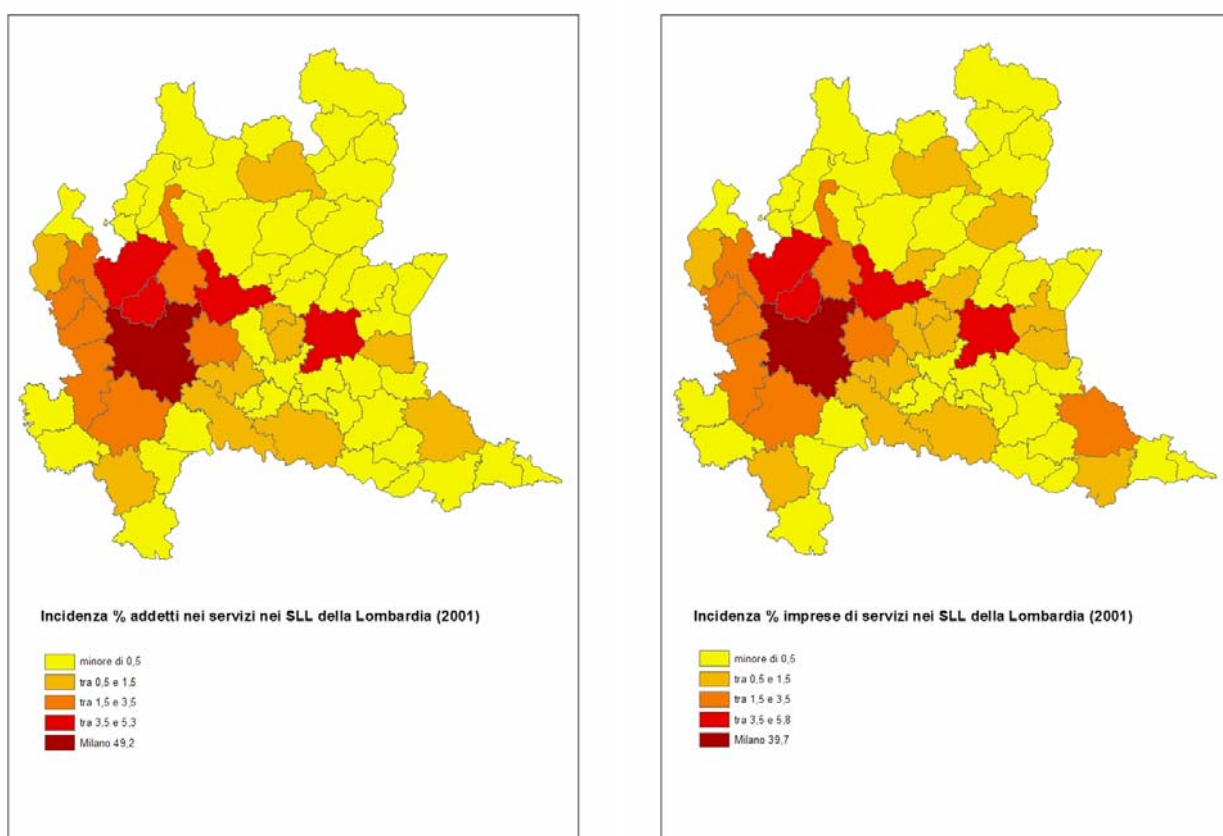 Incidenza % addetti nei servizi nei SLL della Lombardia (2001)
minore di 0,5
tra 0,5 e 1,5
tra 1,5 e 3,5
tra 3,5 e 5,3
Milano 49,2
Incidenza % imprese di servizi nei SLL della Lombardia (2001)
minore di 0,5
tra 0,5 e 1,5
tra 1,5 e 3,5
tra 3,5 e 5,8
Milano 39,7